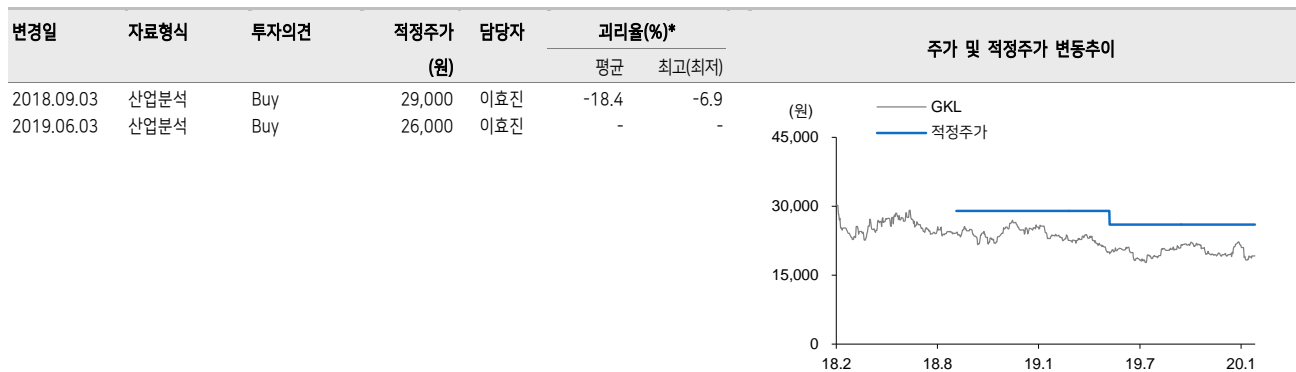 변경일 자료형식 투자의견 적정주가 담당자 괴리율(%)* 주가 및 적정주가 변동추이
(원) 평균 최고(최저)
2018.09.03 산업분석 Buy 29,000 이효진 -18.4 -6.9
2019.06.03 산업분석 Buy 26,000 이효진 - -
(원)
GKL
적정주가
45,000
30,000
15,000
0
18.2 18.8 19.1 19.7 20.1